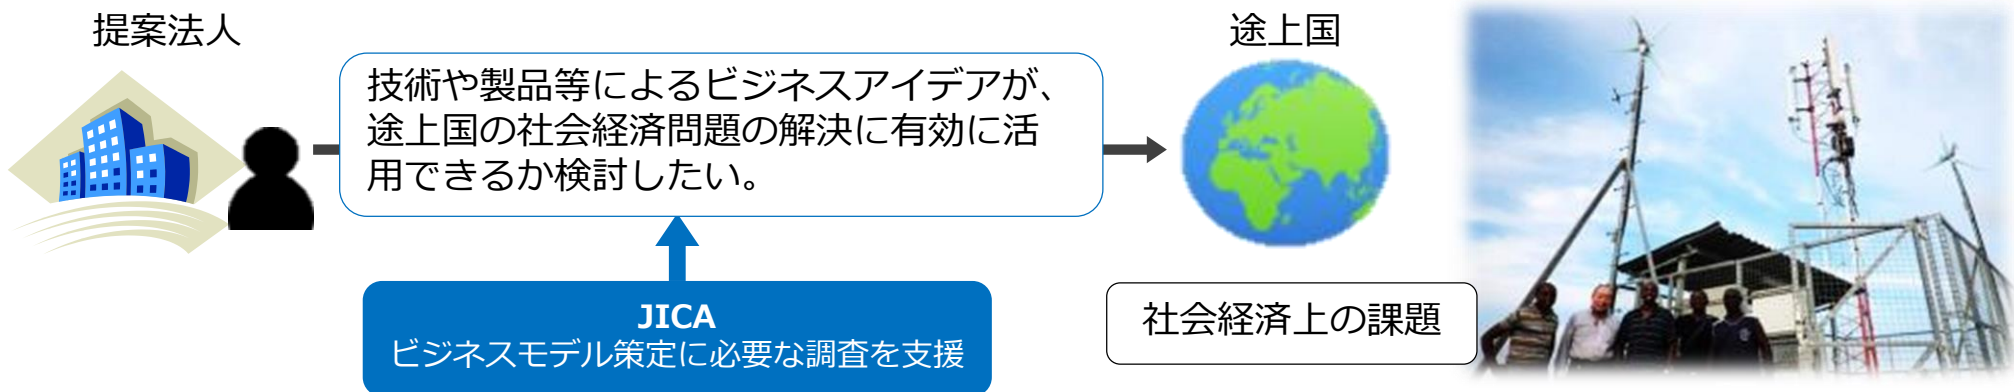 提案法人
技術や製品等によるビジネスアイデアが、
途上国の社会経済問題の解決に有効に活
用できるか検討したい。
途上国
JICA
ビジネスモデル策定に必要な調査を支援
社会経済上の課題